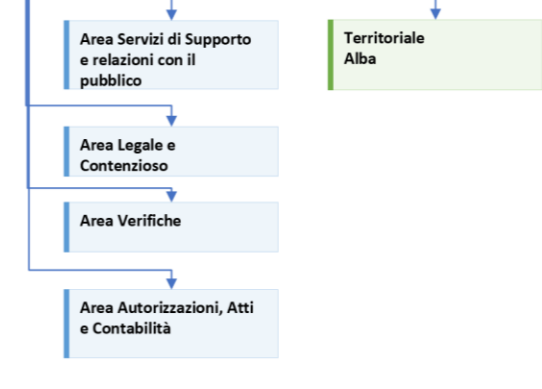 Area Servizi di Supporto
e relazioni con il
pubblico
Territoriale
Alba
Area Legale e
Contenzioso
Area Verifiche
Area Autorizzazioni, Atti
e Contabilità